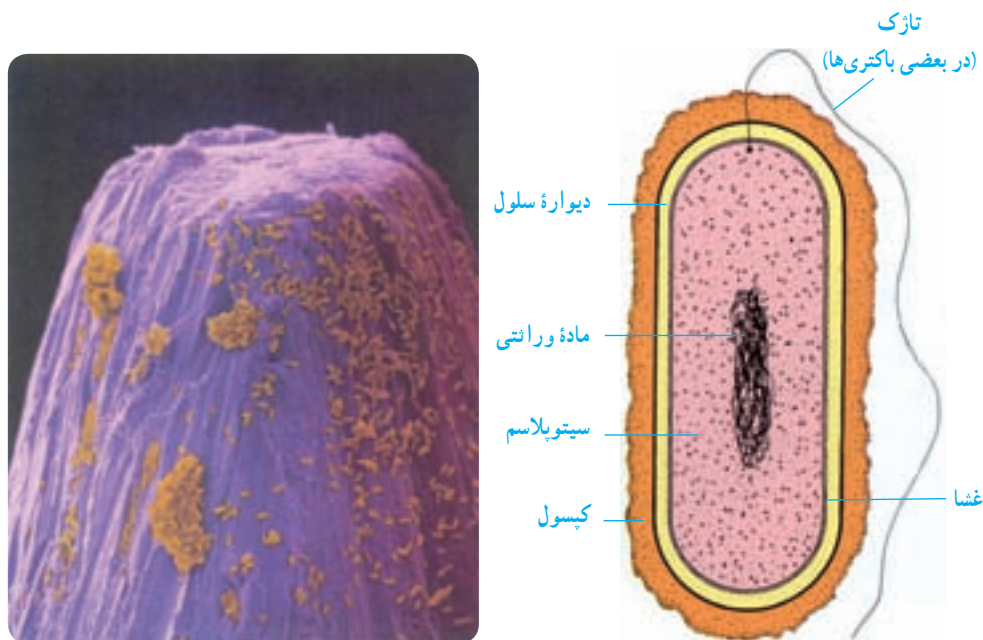 تاژک
(در بعضی باکتری‌ها)
دیوارهٔ سلول
مادهٔ وراثتی
سیتوپلاسم
غشا
کپسول